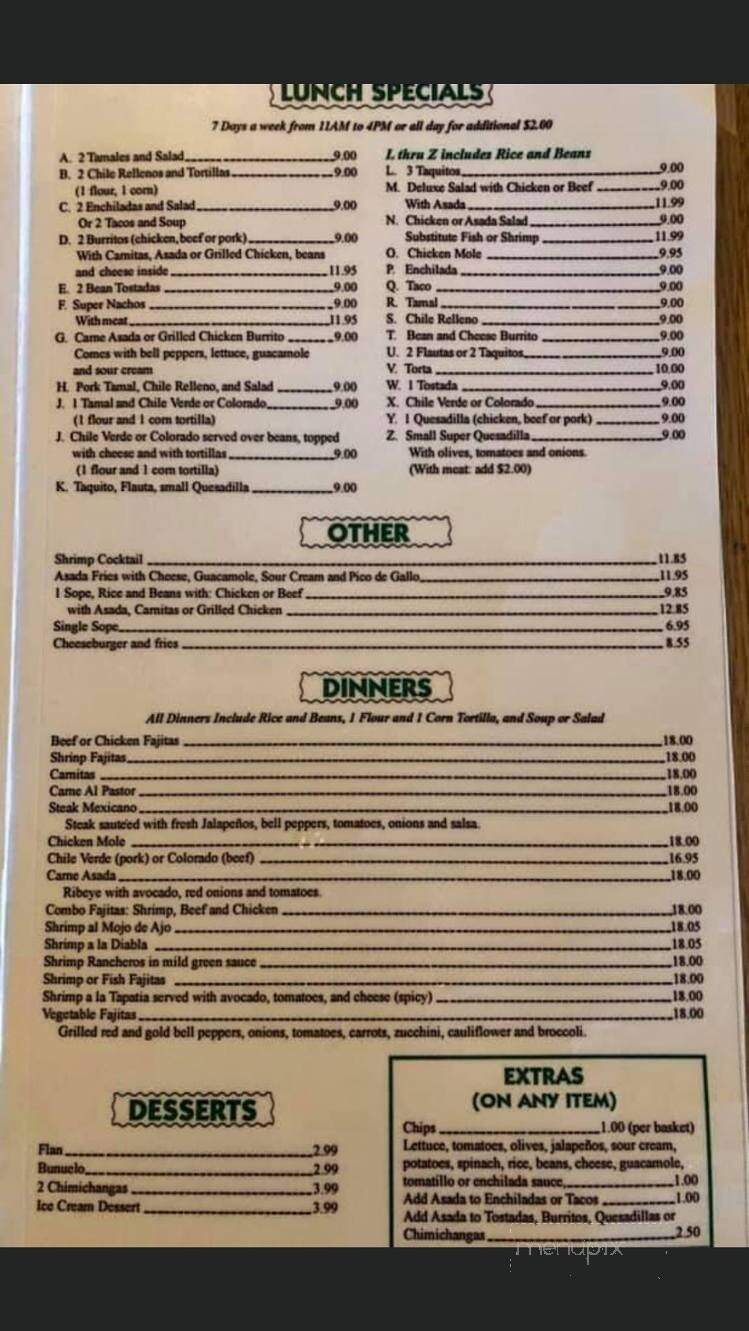 LUNCH SPECIALS
7 Days a week from 11AM to 4PM or all day for additional $2.00
A. 2 Tamales and Salad 9.00
B. 2 Chile Rellenos and Tortillas 9.00
(1 flour, 1 corn)
C. 2 Enchiladas and Salad 9.00
Or 2 Tacos and Soup
D. 2 Burritos (chicken, beef or pork) 9.00
With Carnitas, Asada or Grilled Chicken, beans
and cheese inside 11.95
E. 2 Bean Tostadas 9.00
F. Super Nachos 9.00
With meat 11.95
G. Carne Asada or Grilled Chicken Burrito 9.00
Comes with bell peppers, lettuce, guacamole
and sour cream
H. Pork Tamal, Chile Relleno, and Salad 9.00
J. 1 Tamal and Chile Verde or Colorado 9.00
(1 flour and 1 corn tortilla)
J. Chile Verde or Colorado served over beans, topped
with cheese and with tortillas 9.00
(1 flour and 1 corn tortilla)
K. Taquito, Flauta, small Quesadilla 9.00
L thru Z includes Rice and Beans
L. 3 Taquitos 9.00
M. Deluxe Salad with Chicken or Beef 9.00
With Asada 11.99
N. Chicken or Asada Salad 9.00
Substitute Fish or Shrimp 11.99
O. Chicken Mole 9.95
P. Enchilada 9.00
Q. Taco 9.00
R. Tamal 9.00
S. Chile Relleno 9.00
T. Bean and Cheese Burrito 9.00
U. 2 Flautas or 2 Taquitos 9.00
V. Torta 10.00
W. 1 Tostada 9.00
X. Chile Verde or Colorado 9.00
Y. 1 Quesadilla (chicken, beef or pork) 9.00
Z. Small Super Quesadilla 9.00
With olives, tomatoes and onions.
(With meat: add $2.00)
OTHER
Shrimp Cocktail 11.85
Asada Fries with Cheese, Guacamole, Sour Cream and Pico de Gallo 11.95
1 Sope, Rice and Beans with: Chicken or Beef 9.85
with Asada, Carnitas or Grilled Chicken 12.85
Single Sope 6.95
Cheeseburger and fries 8.55
DINNERS
All Dinners Include Rice and Beans, 1 Flour and 1 Corn Tortilla, and Soup or Salad
Beef or Chicken Fajitas 18.00
Shrinp Fajitas 18.00
Carnitas 18.00
Carne Al Pastor 18.00
Steak Mexicano 18.00
Steak sauteéd with fresh Jalapeños, bell peppers, tomatoes, onions and salsa.
Chicken Mole 18.00
Chile Verde (pork) or Colorado (beef) 16.95
Carne Asada 18.00
Ribeye with avocado, red onions and tomatoes.
Combo Fajitas: Shrimp, Beef and Chicken 18.00
Shrimp al Mojo de Ajo 18.05
Shrimp a la Diabla 18.05
Shrimp Rancheros in mild green sauce 18.00
Shrimp or Fish Fajitas 18.00
Shrimp a la Tapatia served with avocado, tomatoes, and cheese (spicy) 18.00
Vegetable Fajitas 18.00
Grilled red and gold bell peppers, onions, tomatoes, carrots, zucchini, cauliflower and broccoli.
DESSERTS
Flan 2.99
Bunuelo 2.99
2 Chimichangas 3.99
Ice Cream Dessert 3.99
EXTRAS
(ON ANY ITEM)
Chips 1.00 (per basket)
Lettuce, tomatoes, olives, jalapeños, sour cream,
potatoes, spinach, rice, beans, cheese, guacamole,
tomatillo or enchilada sauce 1.00
Add Asada to Enchiladas or Tacos 1.00
Add Asada to Tostadas, Burritos, Quesadillas or
Chimichangas 2.50
menupix